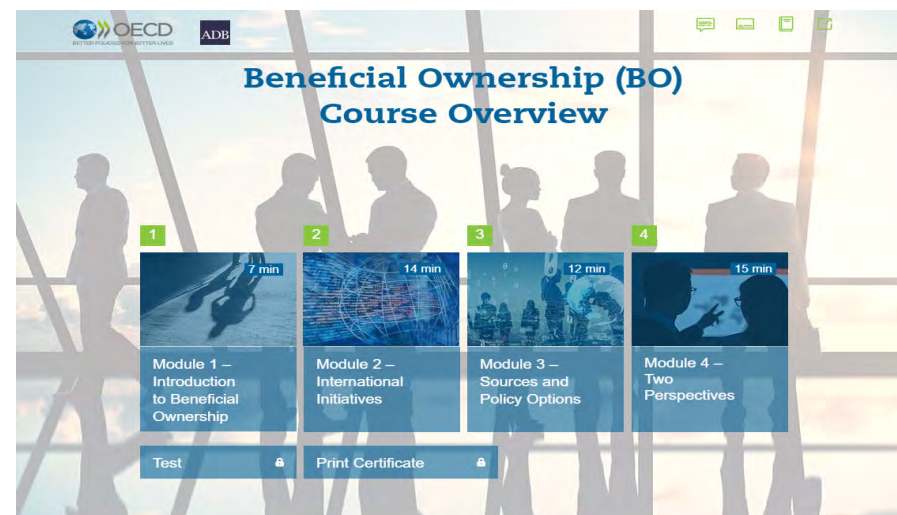 OECD
BETTER POLICIES FOR BETTER LIVES
ADB
Beneficial Ownership (BO)
Course Overview
1
2
3
4
7 min
14 min
12 min
15 min
Module 1 –
Introduction
to Beneficial
Ownership
Module 2 –
International
Initiatives
Module 3 –
Sources and
Policy Options
Module 4 –
Two
Perspectives
Test
Print Certificate